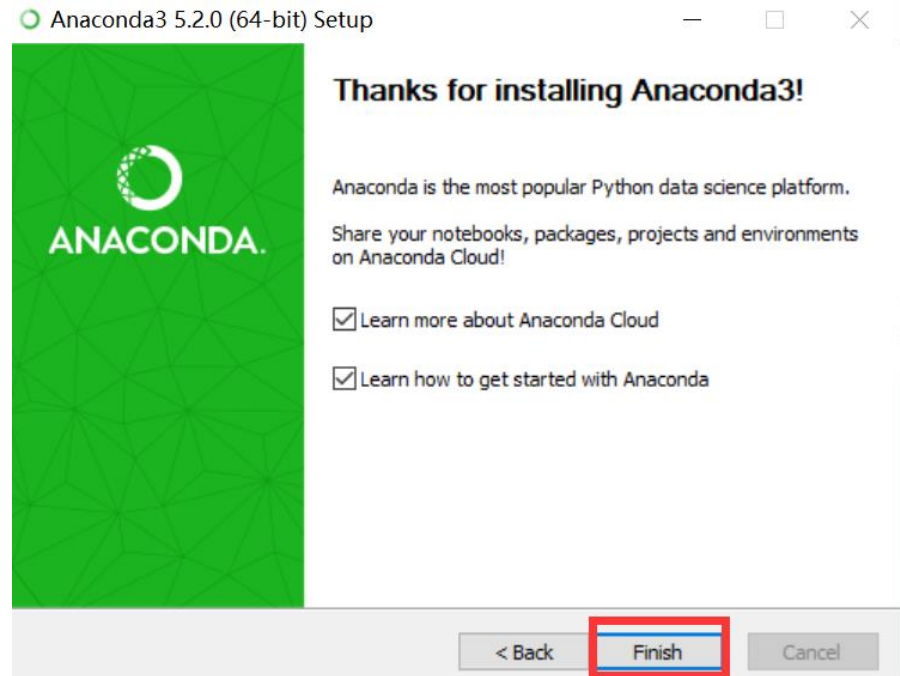 Anaconda3 5.2.0 (64-bit) Setup
ANACONDA.
Thanks for installing Anaconda3!
Anaconda is the most popular Python data science platform.
Share your notebooks, packages, projects and environments
on Anaconda Cloud!
Learn more about Anaconda Cloud
Learn how to get started with Anaconda
< Back
Finish
Cancel